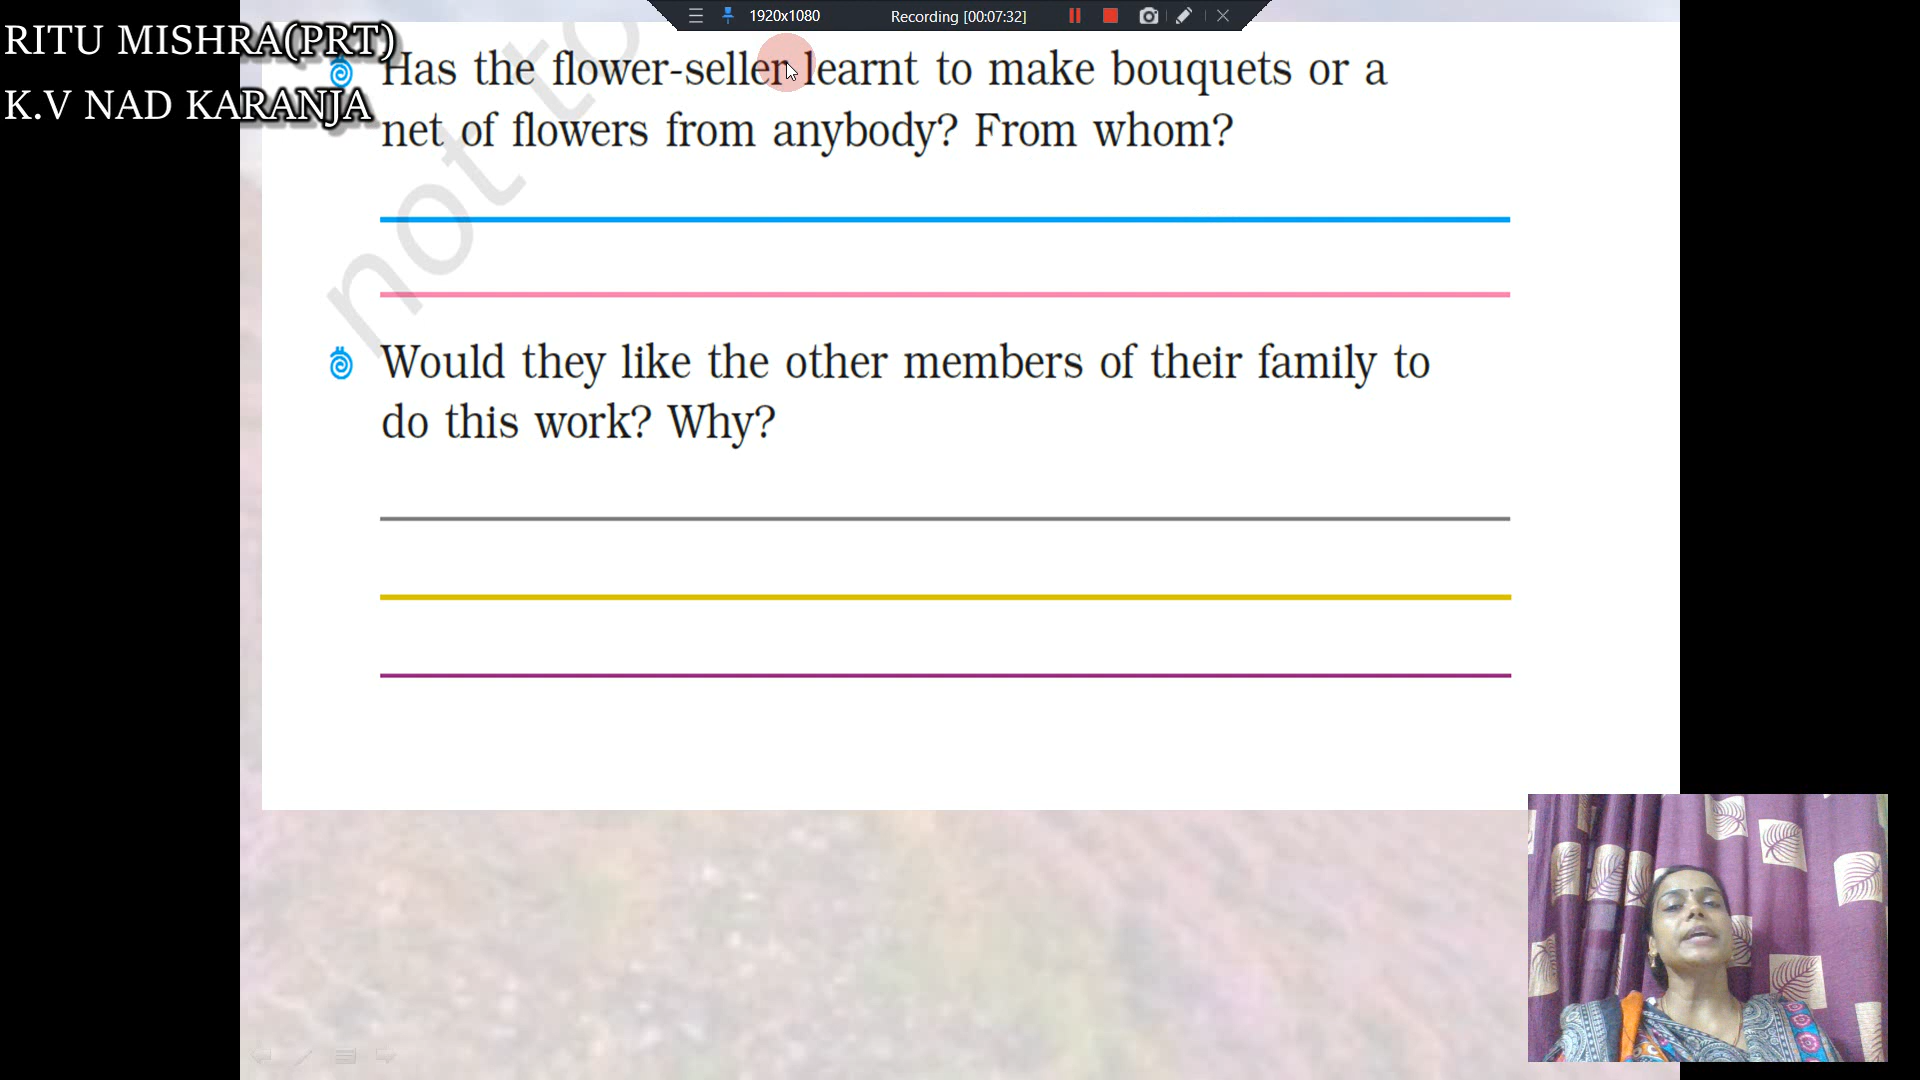 1920x1080
Recording [00:07:32]
RITU MISHRA(PRT)
K.V NAD KARANJA
Has the flower-seller learnt to make bouquets or a
net of flowers from anybody? From whom?
not to
Would they like the other members of their family to
do this work? Why?